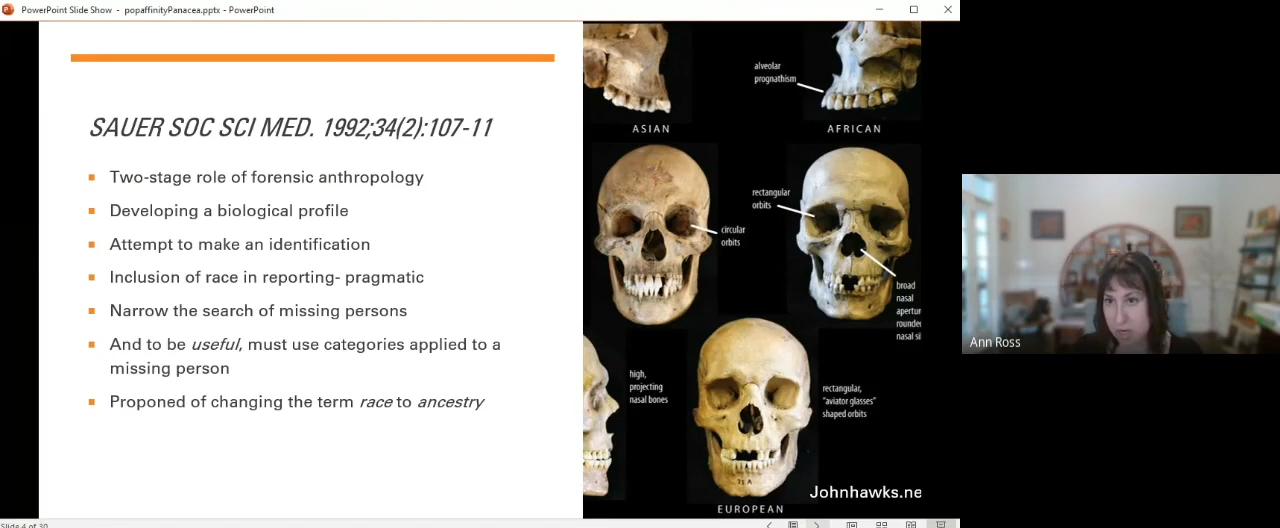 PowerPoint Slide Show - popaffinityPanacea.pptx - PowerPoint
SAUER SOC SCI MED. 1992;34(2):107-11
Two-stage role of forensic anthropology
Developing a biological profile
Attempt to make an identification
Inclusion of race in reporting- pragmatic
Narrow the search of missing persons
And to be useful, must use categories applied to a
missing person
Proponed of changing the term race to ancestry
alveolar
prognathism
ASIAN
AFRICAN
rectangular
orbits
circular
orbits
broad
nasal
apertur
rounde
nasal si
high,
projecting
nasal bones
rectangular,
"aviator glasses"
shaped orbits
Johnhawks.ne
EUROPEAN
Ann Ross
Slide 4 of 30